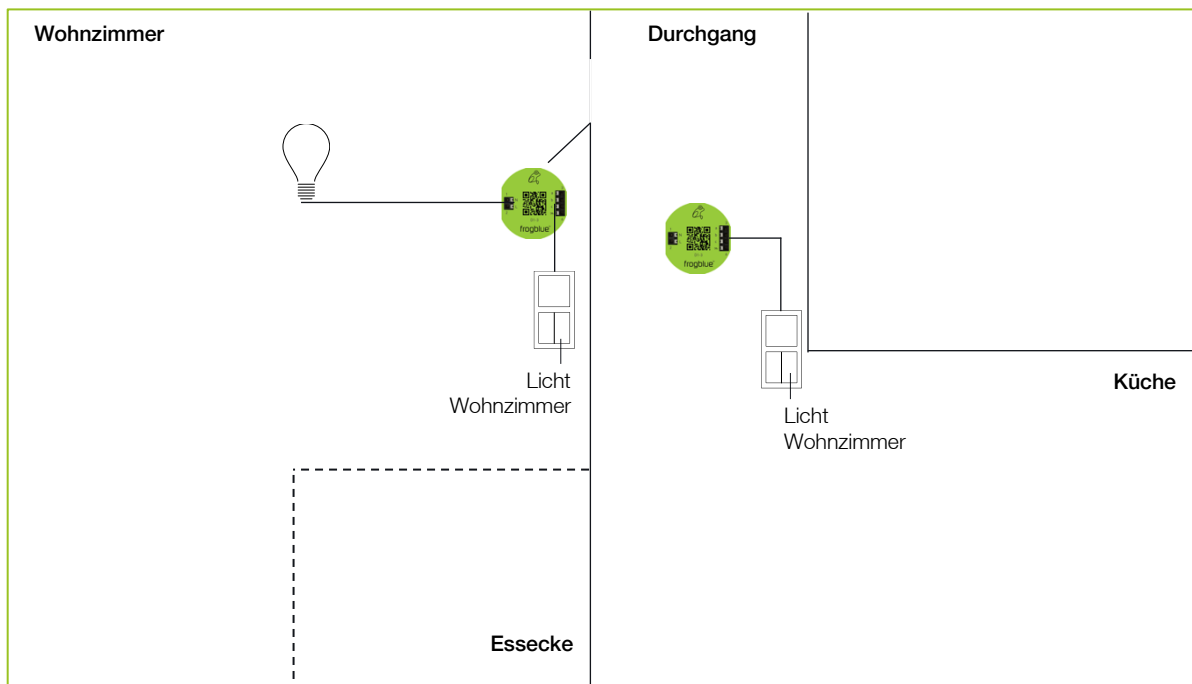 Wohnzimmer
Durchgang
frogblue
frogblue
Licht
Wohnzimmer
Küche
Licht
Wohnzimmer
Essecke